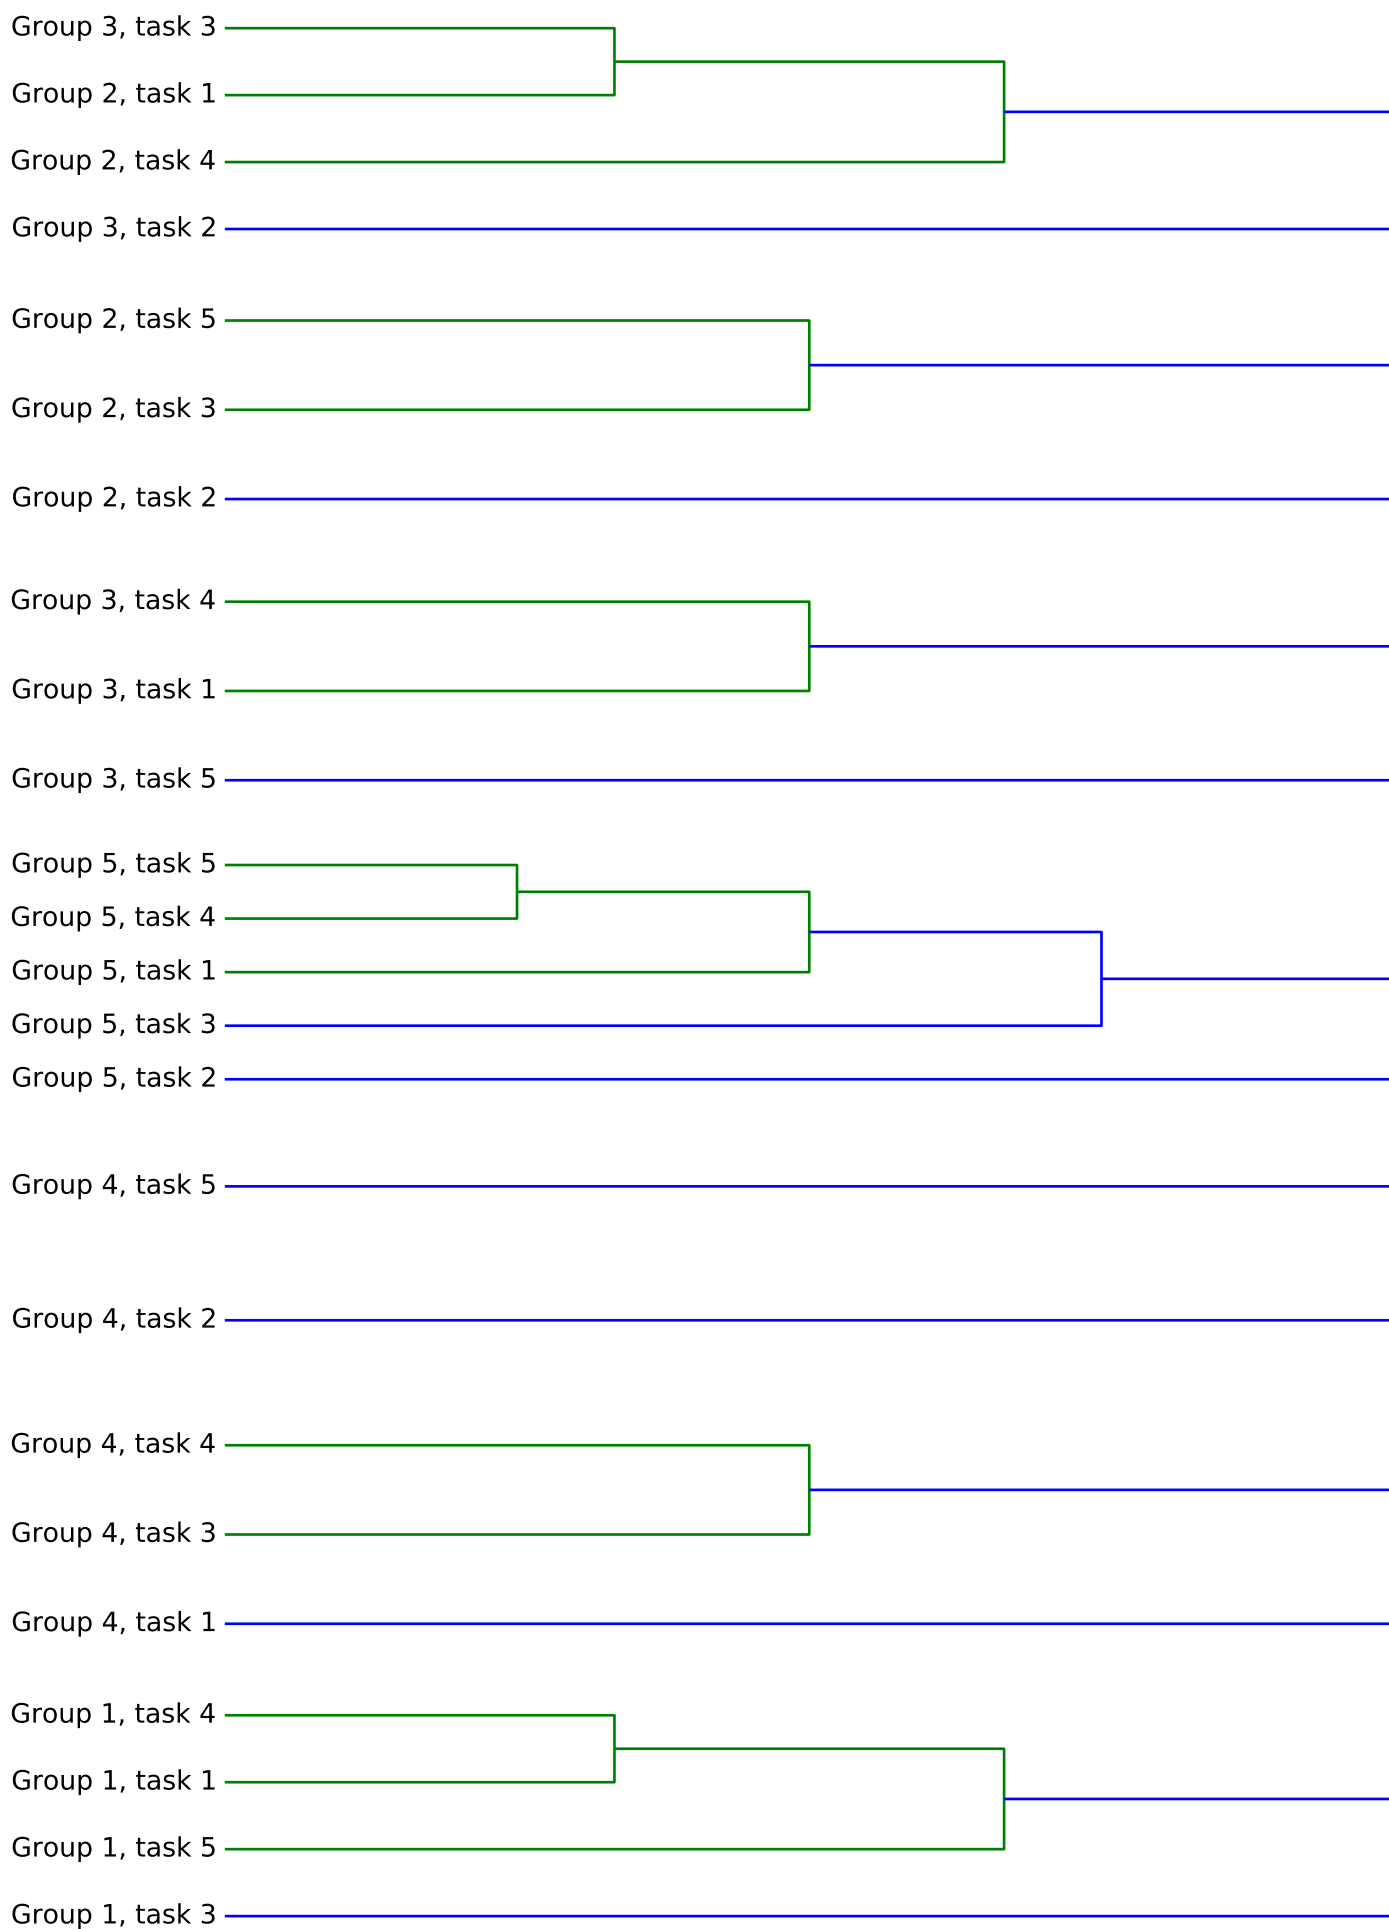 Group 3, task 3
Group 2, task 1
Group 2, task 4
Group 3, task 2
Group 2, task 5
Group 2, task 3
Group 2, task 2
Group 3, task 4
Group 3, task 1
Group 3, task 5
Group 5, task 5
Group 5, task 4
Group 5, task 1
Group 5, task 3
Group 5, task 2
Group 4, task 5
Group 4, task 2
Group 4, task 4
Group 4, task 3
Group 4, task 1
Group 1, task 4
Group 1, task 1
Group 1, task 5
Group 1, task 3